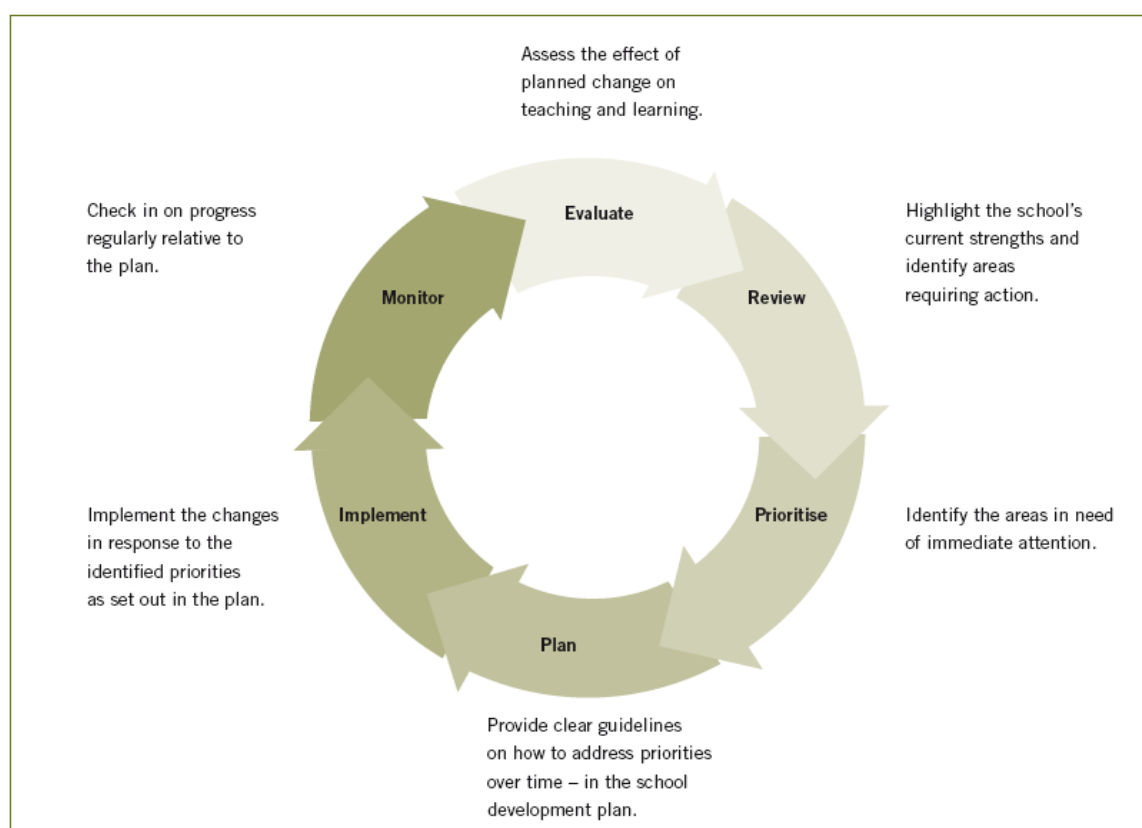 Assess the effect of
planned change on
teaching and learning.
Evaluate
Highlight the school’s
current strengths and
identify areas
requiring action.
Review
Identify the areas in need
of immediate attention.
Prioritise
Plan
Provide clear guidelines
on how to address priorities
over time – in the school
development plan.
Implement
Implement the changes
in response to the
identified priorities
as set out in the plan.
Monitor
Check in on progress
regularly relative to
the plan.